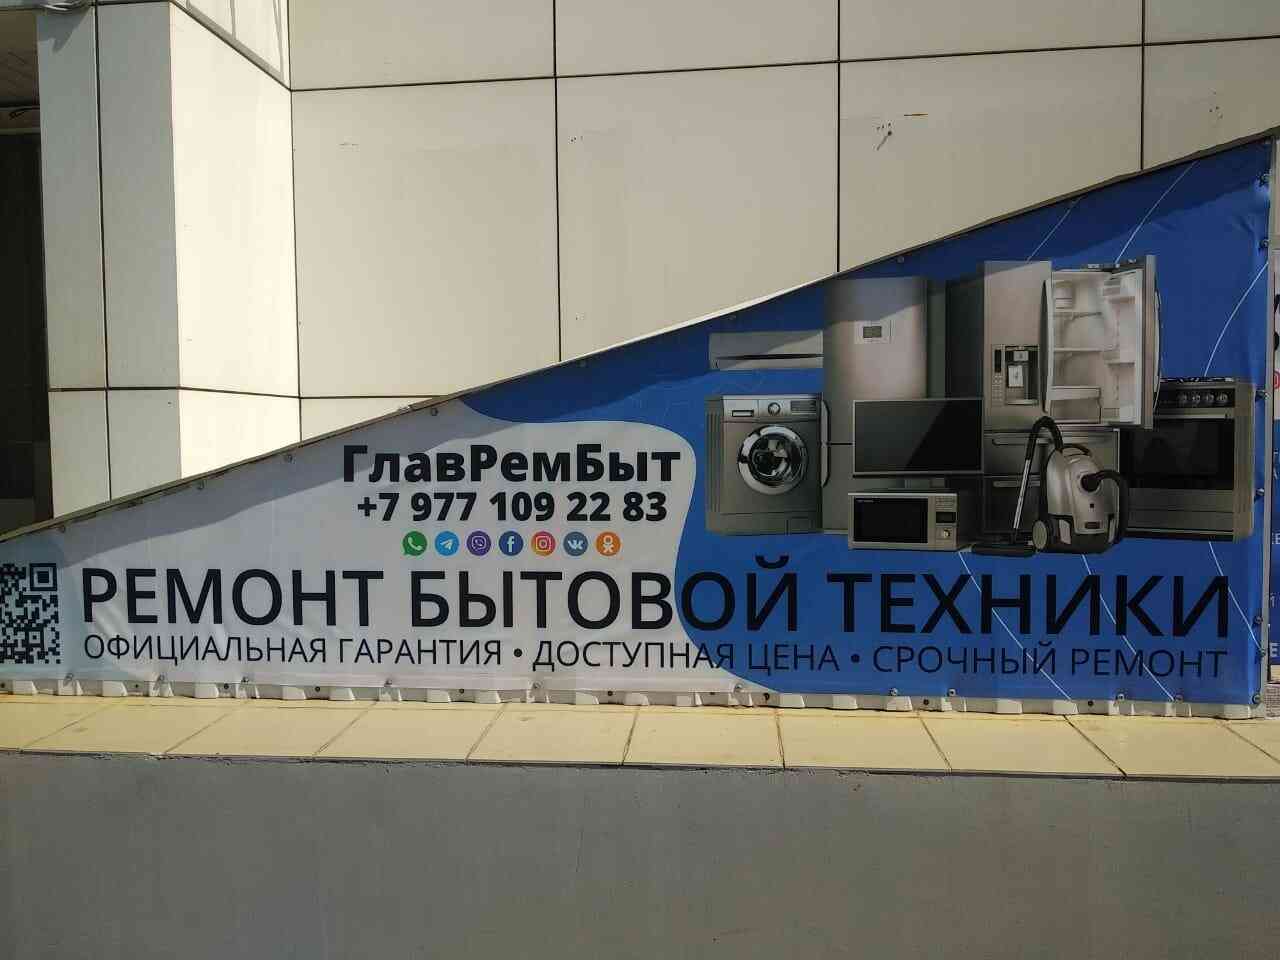 ГлавРемБыт
+7 977 109 22 83
РЕМОНТ БЫТОВОЙ ТЕХНИКИ
ОФИЦИАЛЬНАЯ ГАРАНТИЯ • ДОСТУПНАЯ ЦЕНА • СРОЧНЫЙ РЕМОНТ